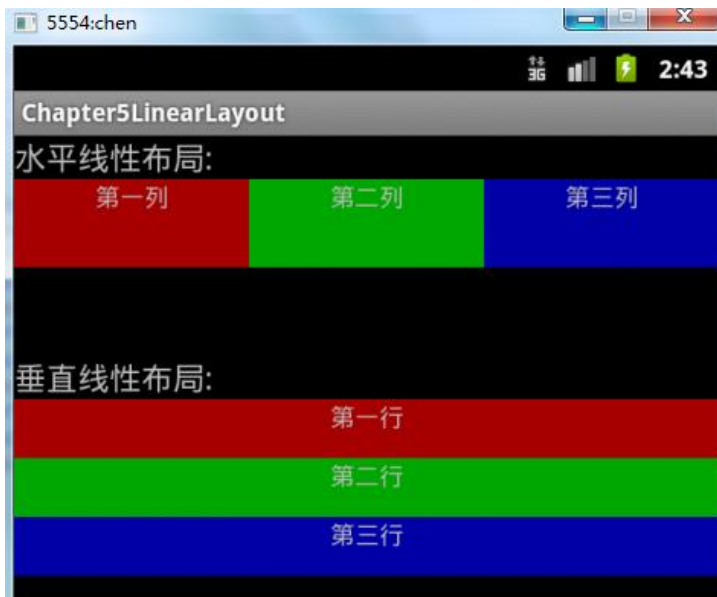 5554:chen
3G 2:43
Chapter5LinearLayout
水平线性布局:
第一列 第二列 第三列
垂直线性布局:
第一行
第二行
第三行